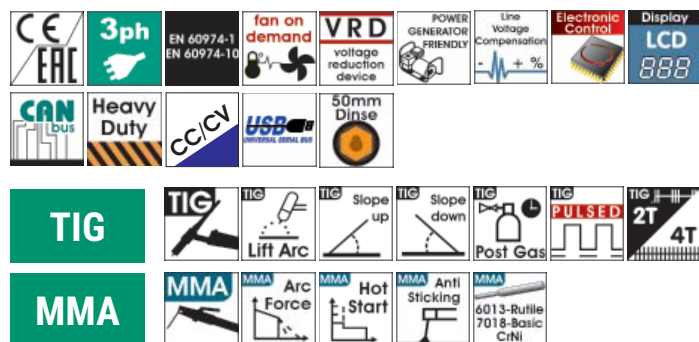 CE
EAC
3ph
EN 60974-1
EN 60974-10
fan on
demand
VRD
voltage
reduction
device
POWER
GENERATOR
FRIENDLY
Line
Voltage
Compensation
- + %
Electronic
Control
Display
LCD
888
CAN
bus
Heavy
Duty
CC/CV
USB
UNIVERSAL SERIAL BUS
50mm
Dinse
TIG
TIG
TIG
Lift Arc
TIG
Slope
up
TIG
Slope
down
TIG
Post Gas
TIG
PULSED
TIG
2T
4T
MMA
MMA
MMA
Arc
Force
MMA
Hot
Start
MMA
Anti
Sticking
MMA
6013-Rutile
7018-Basic
CrNi